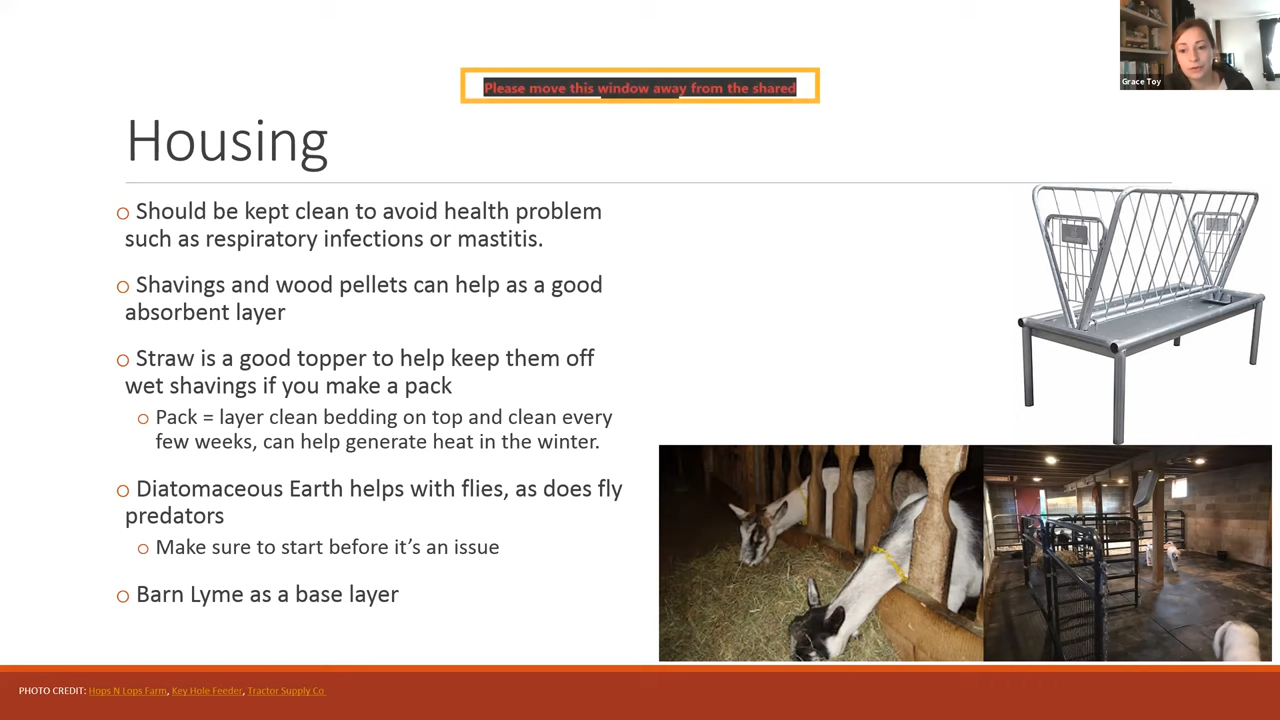 Grace Toy
Please move this window away from the shared
Housing
o Should be kept clean to avoid health problem
such as respiratory infections or mastitis.
o Shavings and wood pellets can help as a good
absorbent layer
o Straw is a good topper to help keep them off
wet shavings if you make a pack
o Pack = layer clean bedding on top and clean every
few weeks, can help generate heat in the winter.
o Diatomaceous Earth helps with flies, as does fly
predators
o Make sure to start before it’s an issue
o Barn Lyme as a base layer
PHOTO CREDIT: Hops N Lops Farm, Key Hole Feeder, Tractor Supply Co